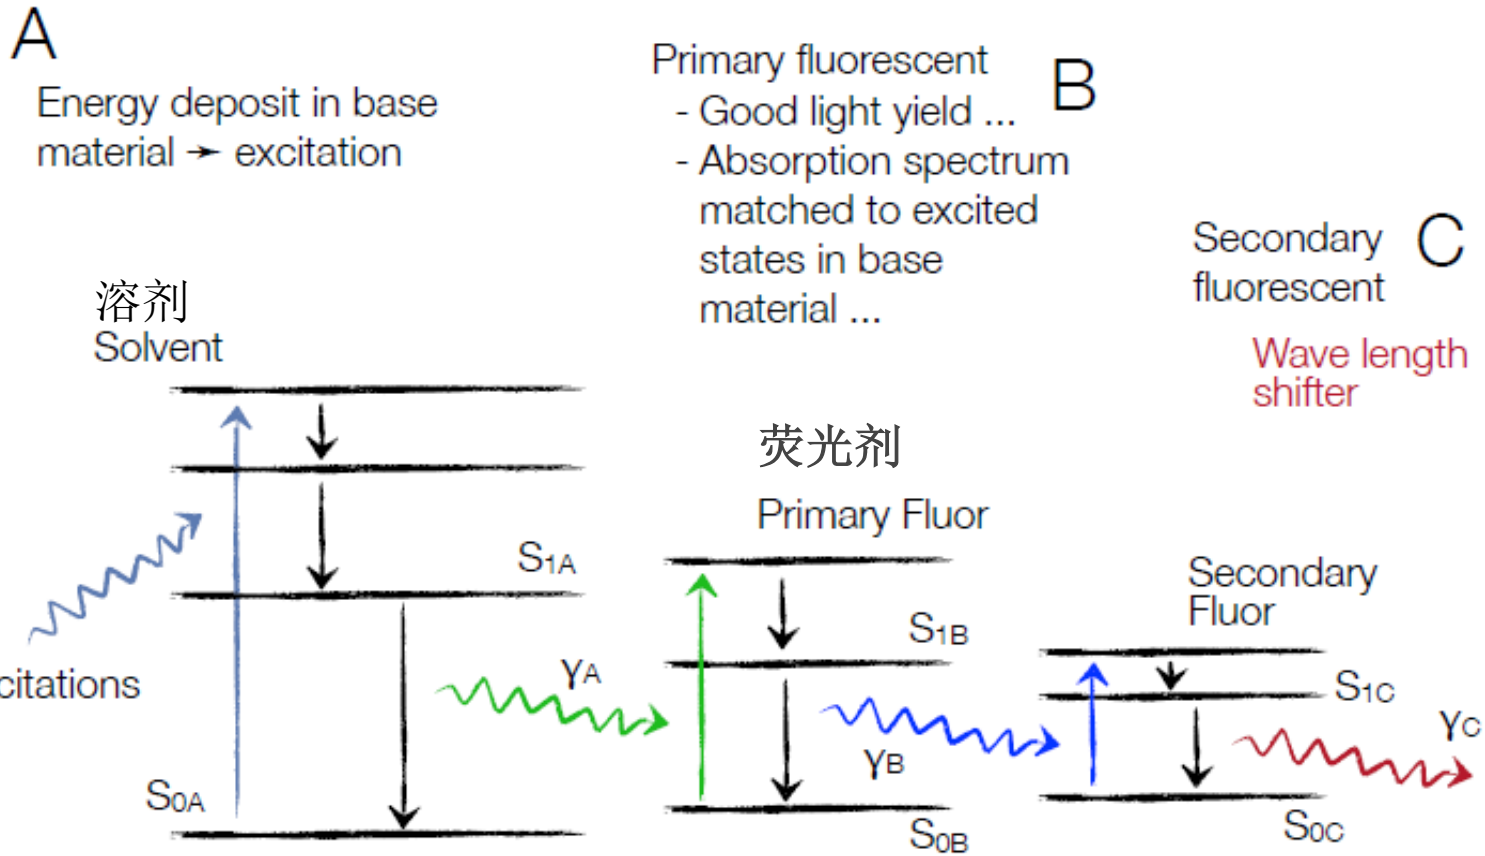 A
Energy deposit in base
material → excitation
Primary fluorescent
- Good light yield ...
- Absorption spectrum
matched to excited
states in base
material ...
B
Secondary
fluorescent
C
Wave length
shifter
溶剂
Solvent
荧光剂
Primary Fluor
S1A
Secondary
Fluor
S1B
γA
citations
S1C
γC
γB
S0A
S0B
S0C